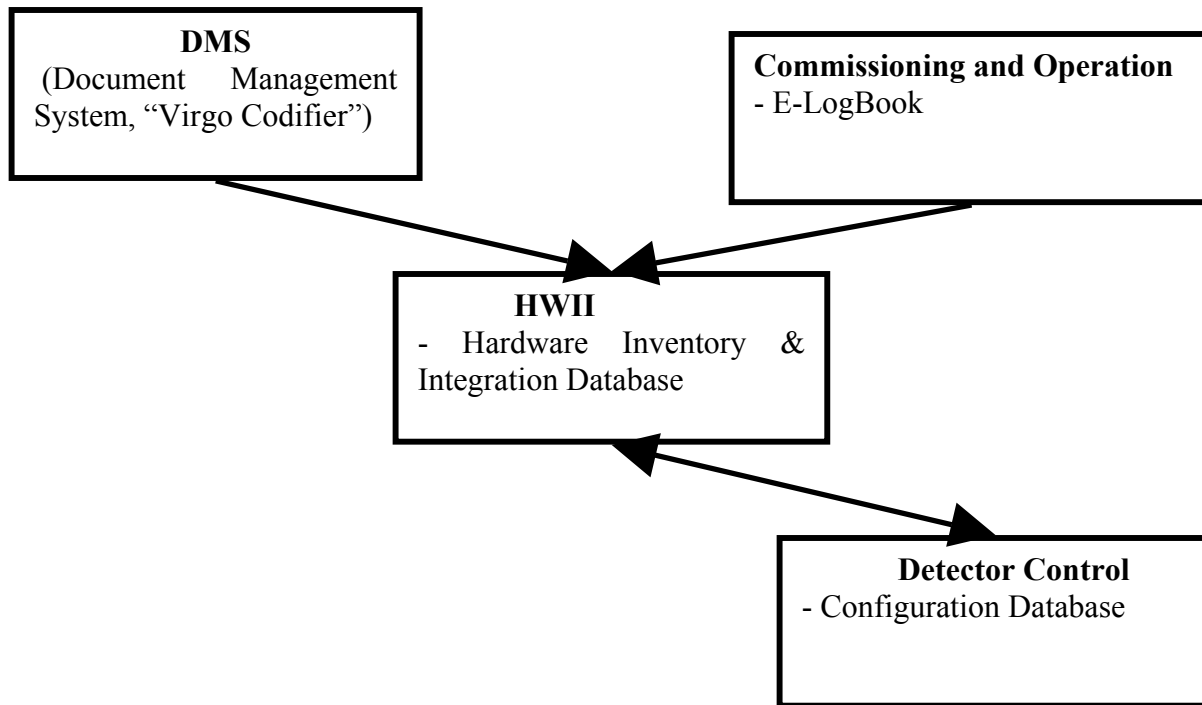 DMS
(Document Management
System, “Virgo Codifier”)
Commissioning and Operation
- E-LogBook
HWII
- Hardware Inventory &
Integration Database
Detector Control
- Configuration Database